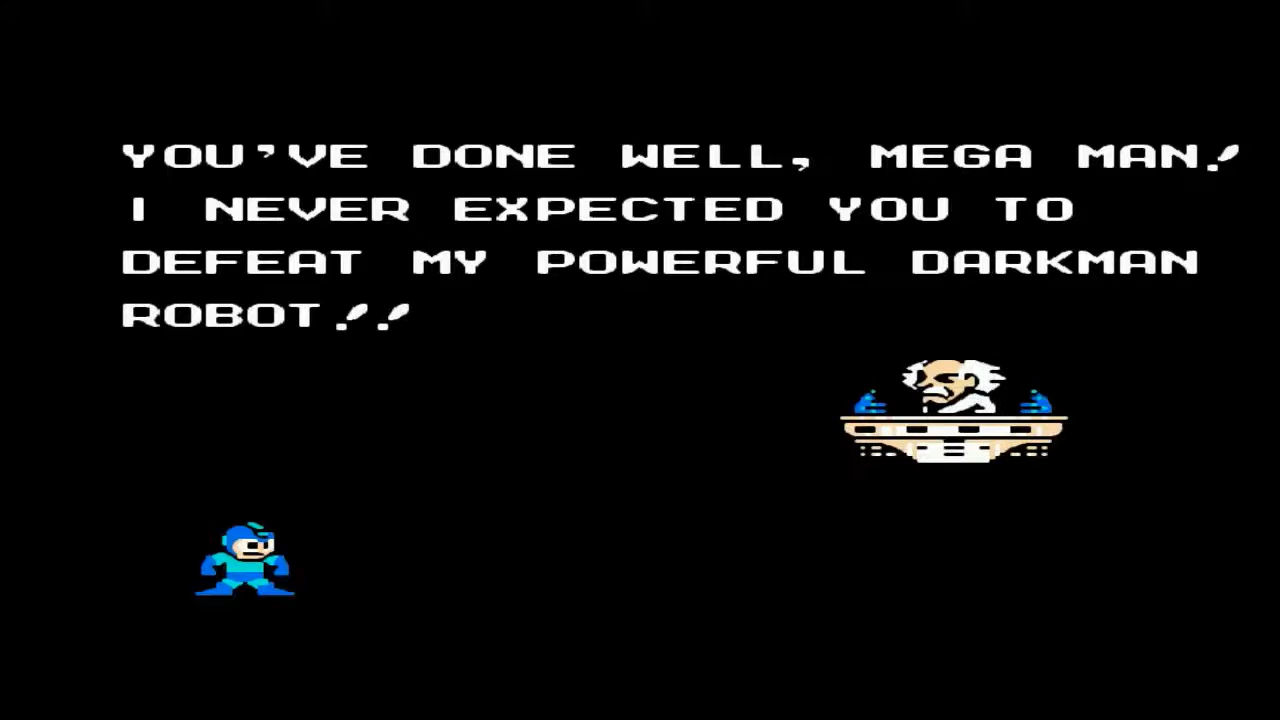 YOU'VE DONE WELL, MEGA MAN!
I NEVER EXPECTED YOU TO
DEFEAT MY POWERFUL DARKMAN
ROBOT!!